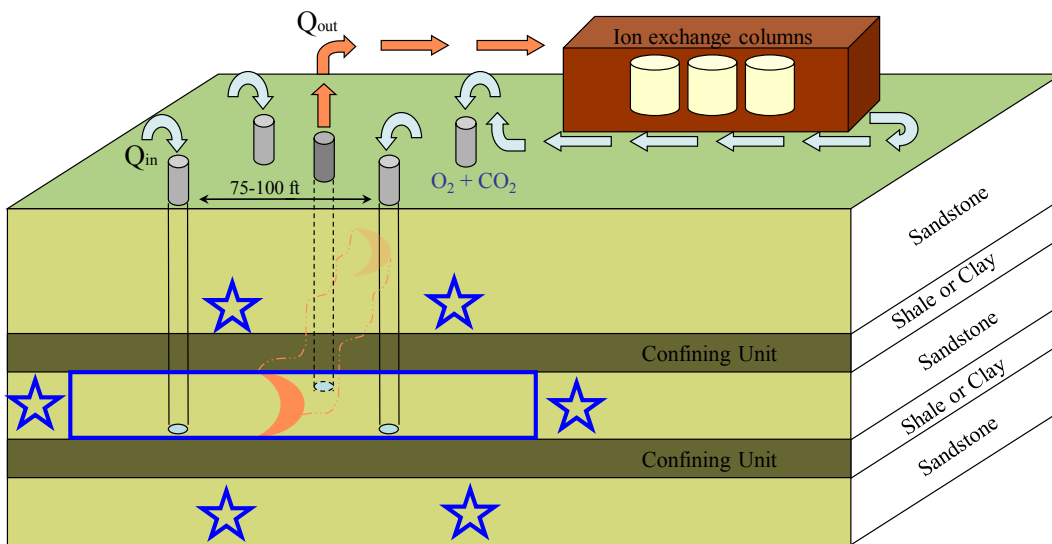 Qout
Ion exchange columns
Qin
O2 + CO2
75-100 ft
Sandstone
Shale or Clay
Sandstone
Shale or Clay
Sandstone
Confining Unit
Confining Unit